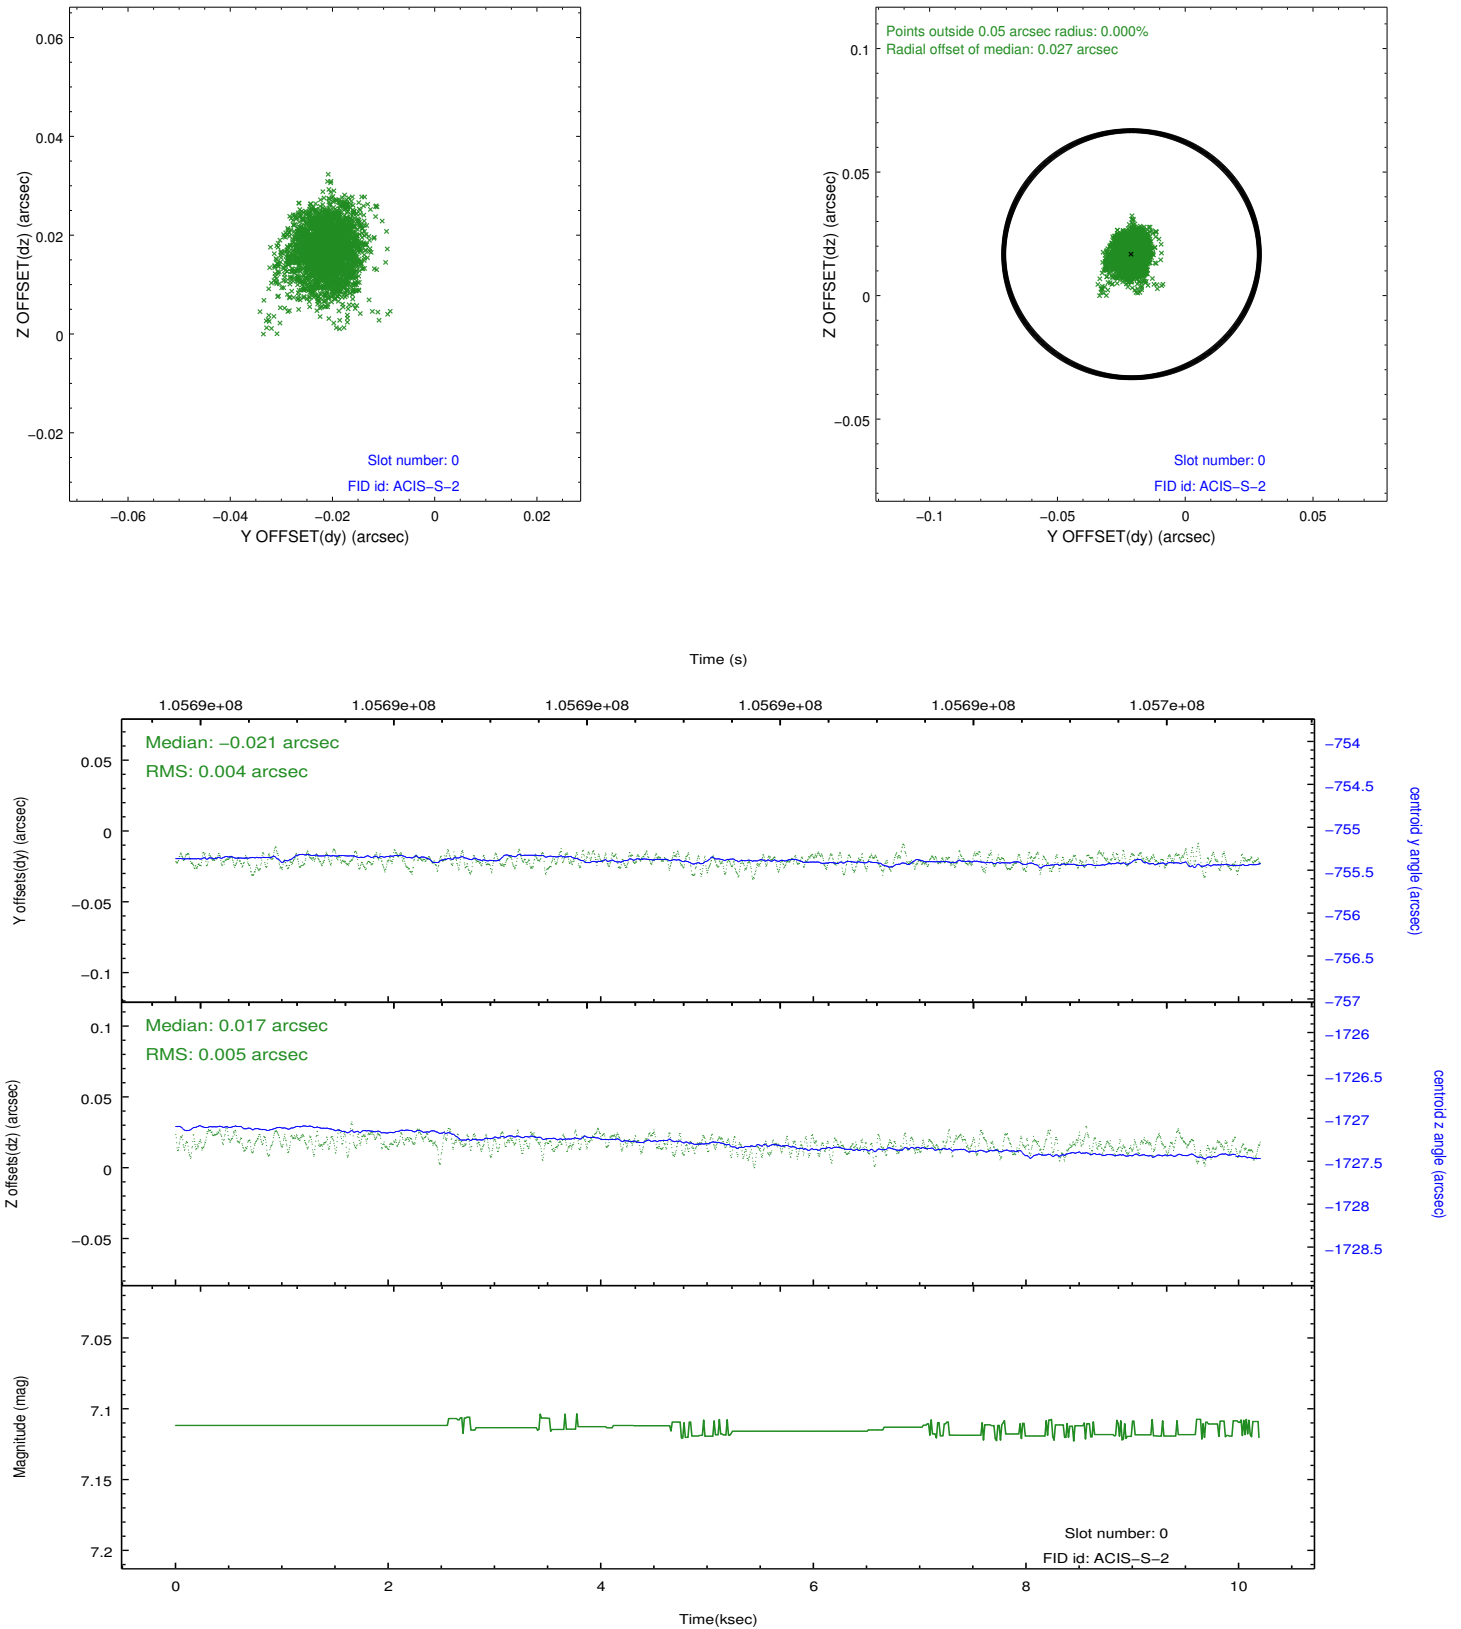 0.06
0.04
0.02
0
−0.02
Z OFFSET(dz) (arcsec)
Slot number: 0
FID id: ACIS−S−2
−0.06
−0.04
−0.02
0
0.02
Y OFFSET(dy) (arcsec)
Points outside 0.05 arcsec radius: 0.000%
Radial offset of median: 0.027 arcsec
0.1
0.05
0
−0.05
Z OFFSET(dz) (arcsec)
Slot number: 0
FID id: ACIS−S−2
−0.1
−0.05
0
0.05
Y OFFSET(dy) (arcsec)
Time (s)
1.0569e+08
1.0569e+08
1.0569e+08
1.0569e+08
1.0569e+08
1.057e+08
Median: −0.021 arcsec
RMS: 0.004 arcsec
0.05
0
−0.05
−0.1
Y offsets(dy) (arcsec)
−754
−754.5
−755
−755.5
−756
−756.5
−757
centroid y angle (arcsec)
Median: 0.017 arcsec
RMS: 0.005 arcsec
0.1
0.05
0
−0.05
Z offsets(dz) (arcsec)
−1726
−1726.5
−1727
−1727.5
−1728
−1728.5
centroid z angle (arcsec)
7.05
7.1
7.15
7.2
Magnitude (mag)
Slot number: 0
FID id: ACIS−S−2
0
2
4
6
8
10
Time(ksec)